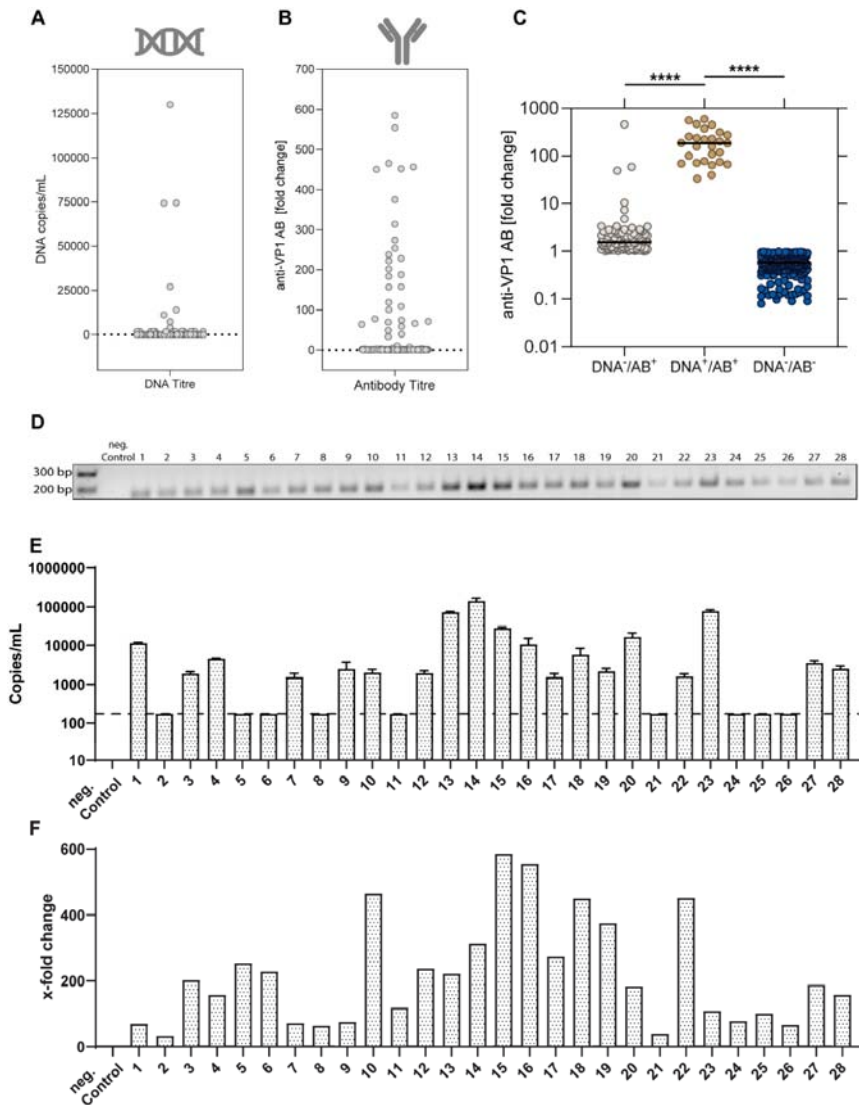 A
B
C
150000
125000
100000
75000
50000
25000
0
DNA copies/mL
DNA Titre
700
600
500
400
300
200
100
0
anti-VP1 AB [fold change]
Antibody Titre
**** ****
1000
100
10
1
0.1
0.01
anti-VP1 AB [fold change]
DNA⁻/AB⁺ DNA⁺/AB⁺ DNA⁻/AB⁻
D
neg.
Control 1 2 3 4 5 6 7 8 9 10 11 12 13 14 15 16 17 18 19 20 21 22 23 24 25 26 27 28
300 bp
200 bp
E
1000000
100000
10000
1000
100
10
Copies/mL
neg.
Control 1 2 3 4 5 6 7 8 9 10 11 12 13 14 15 16 17 18 19 20 21 22 23 24 25 26 27 28
F
600
400
200
0
x-fold change
neg.
Control 1 2 3 4 5 6 7 8 9 10 11 12 13 14 15 16 17 18 19 20 21 22 23 24 25 26 27 28